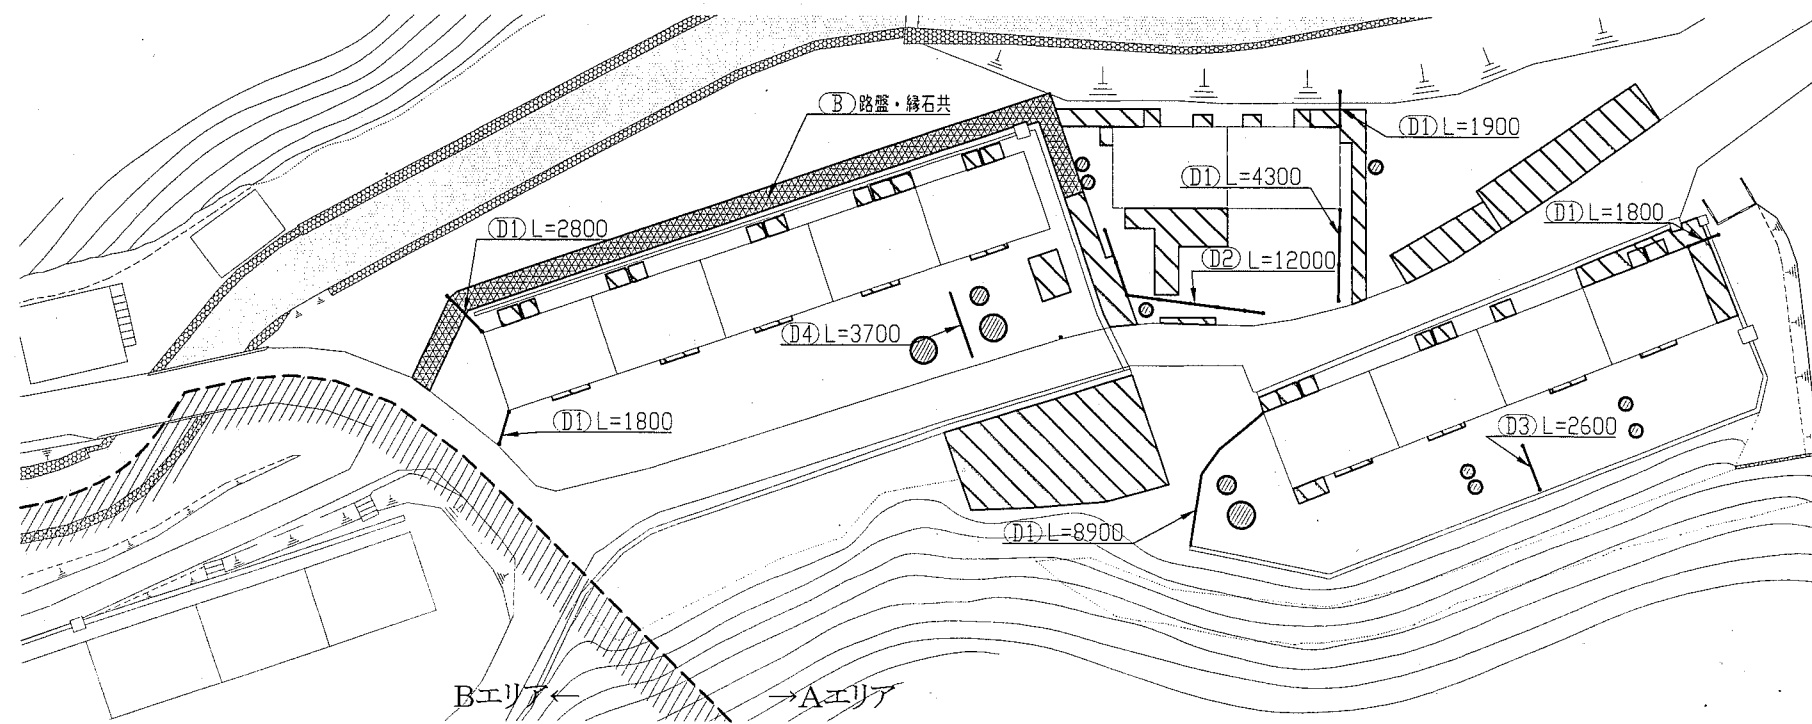 Ⓑ路盤・縁石共
Ⓓ1 L=1900
Ⓓ1 L=4300
Ⓓ1 L=1800
Ⓓ1 L=2800
Ⓓ2 L=12000
Ⓓ4 L=3700
Ⓓ1 L=1800
Ⓓ3 L=2600
Ⓓ1 L=8900
Bエリア←
→Aエリア